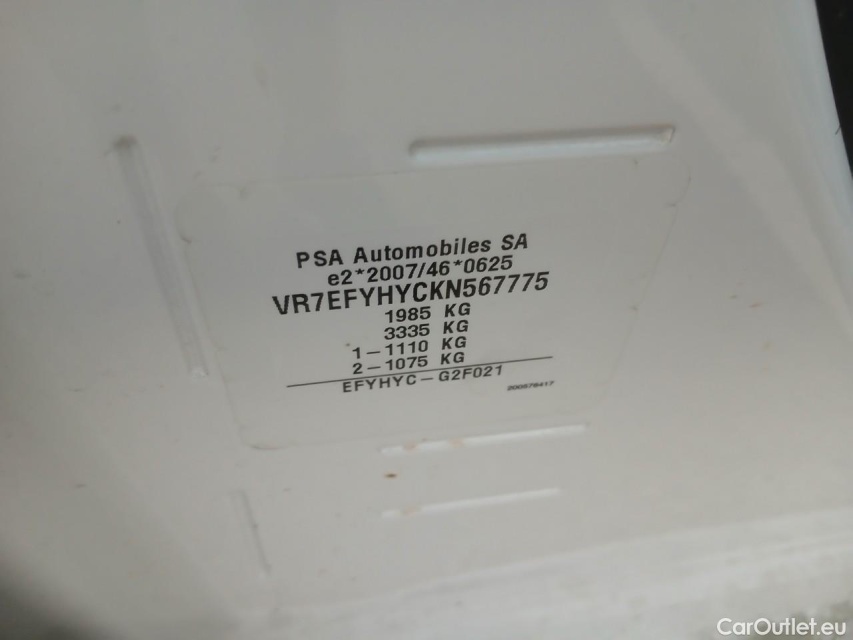 PSA Automobiles SA
e2*2007/46*0625
VR7EFYHYCKN567775
1985 KG
3335 KG
1-1110 KG
2-1075 KG
EFYHYC-G2F021
200578417
CarOutlet.eu